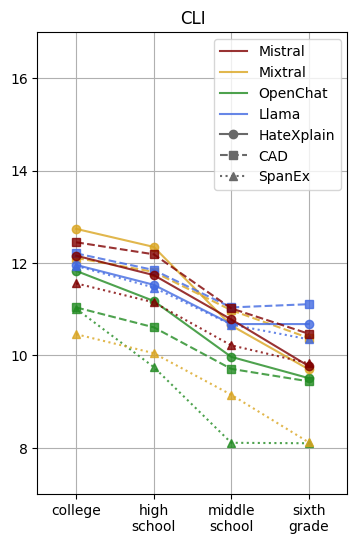 CLI
16
14
12
10
8
Mistral
Mixtral
OpenChat
Llama
HateXplain
CAD
SpanEx
college
high
school
middle
school
sixth
grade